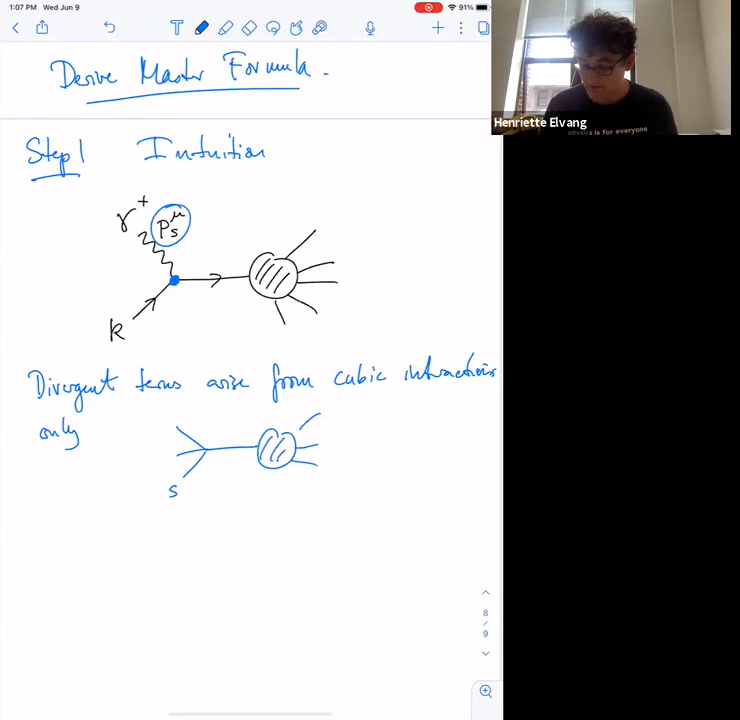 1:07 PM Wed Jun 9
91%
Derive Master Formula.
Henriette Elvang
physics is for everyone
Step 1 Intuition
γ+ pₛμ
k
Divergent terms arise from cubic interactions
only
s
8
/
9